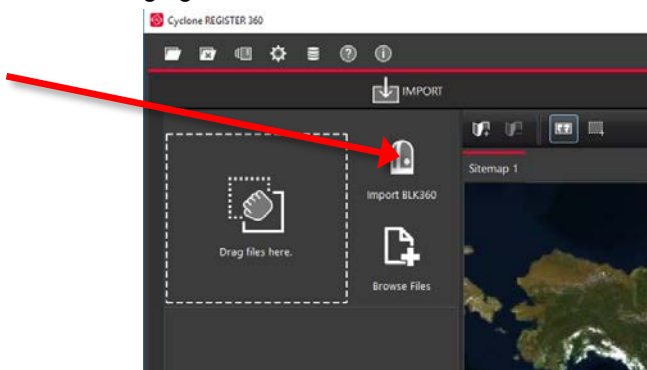 Cyclone REGISTER 360
IMPORT
Import BLK360
Drag files here.
Browse Files
Sitemap 1